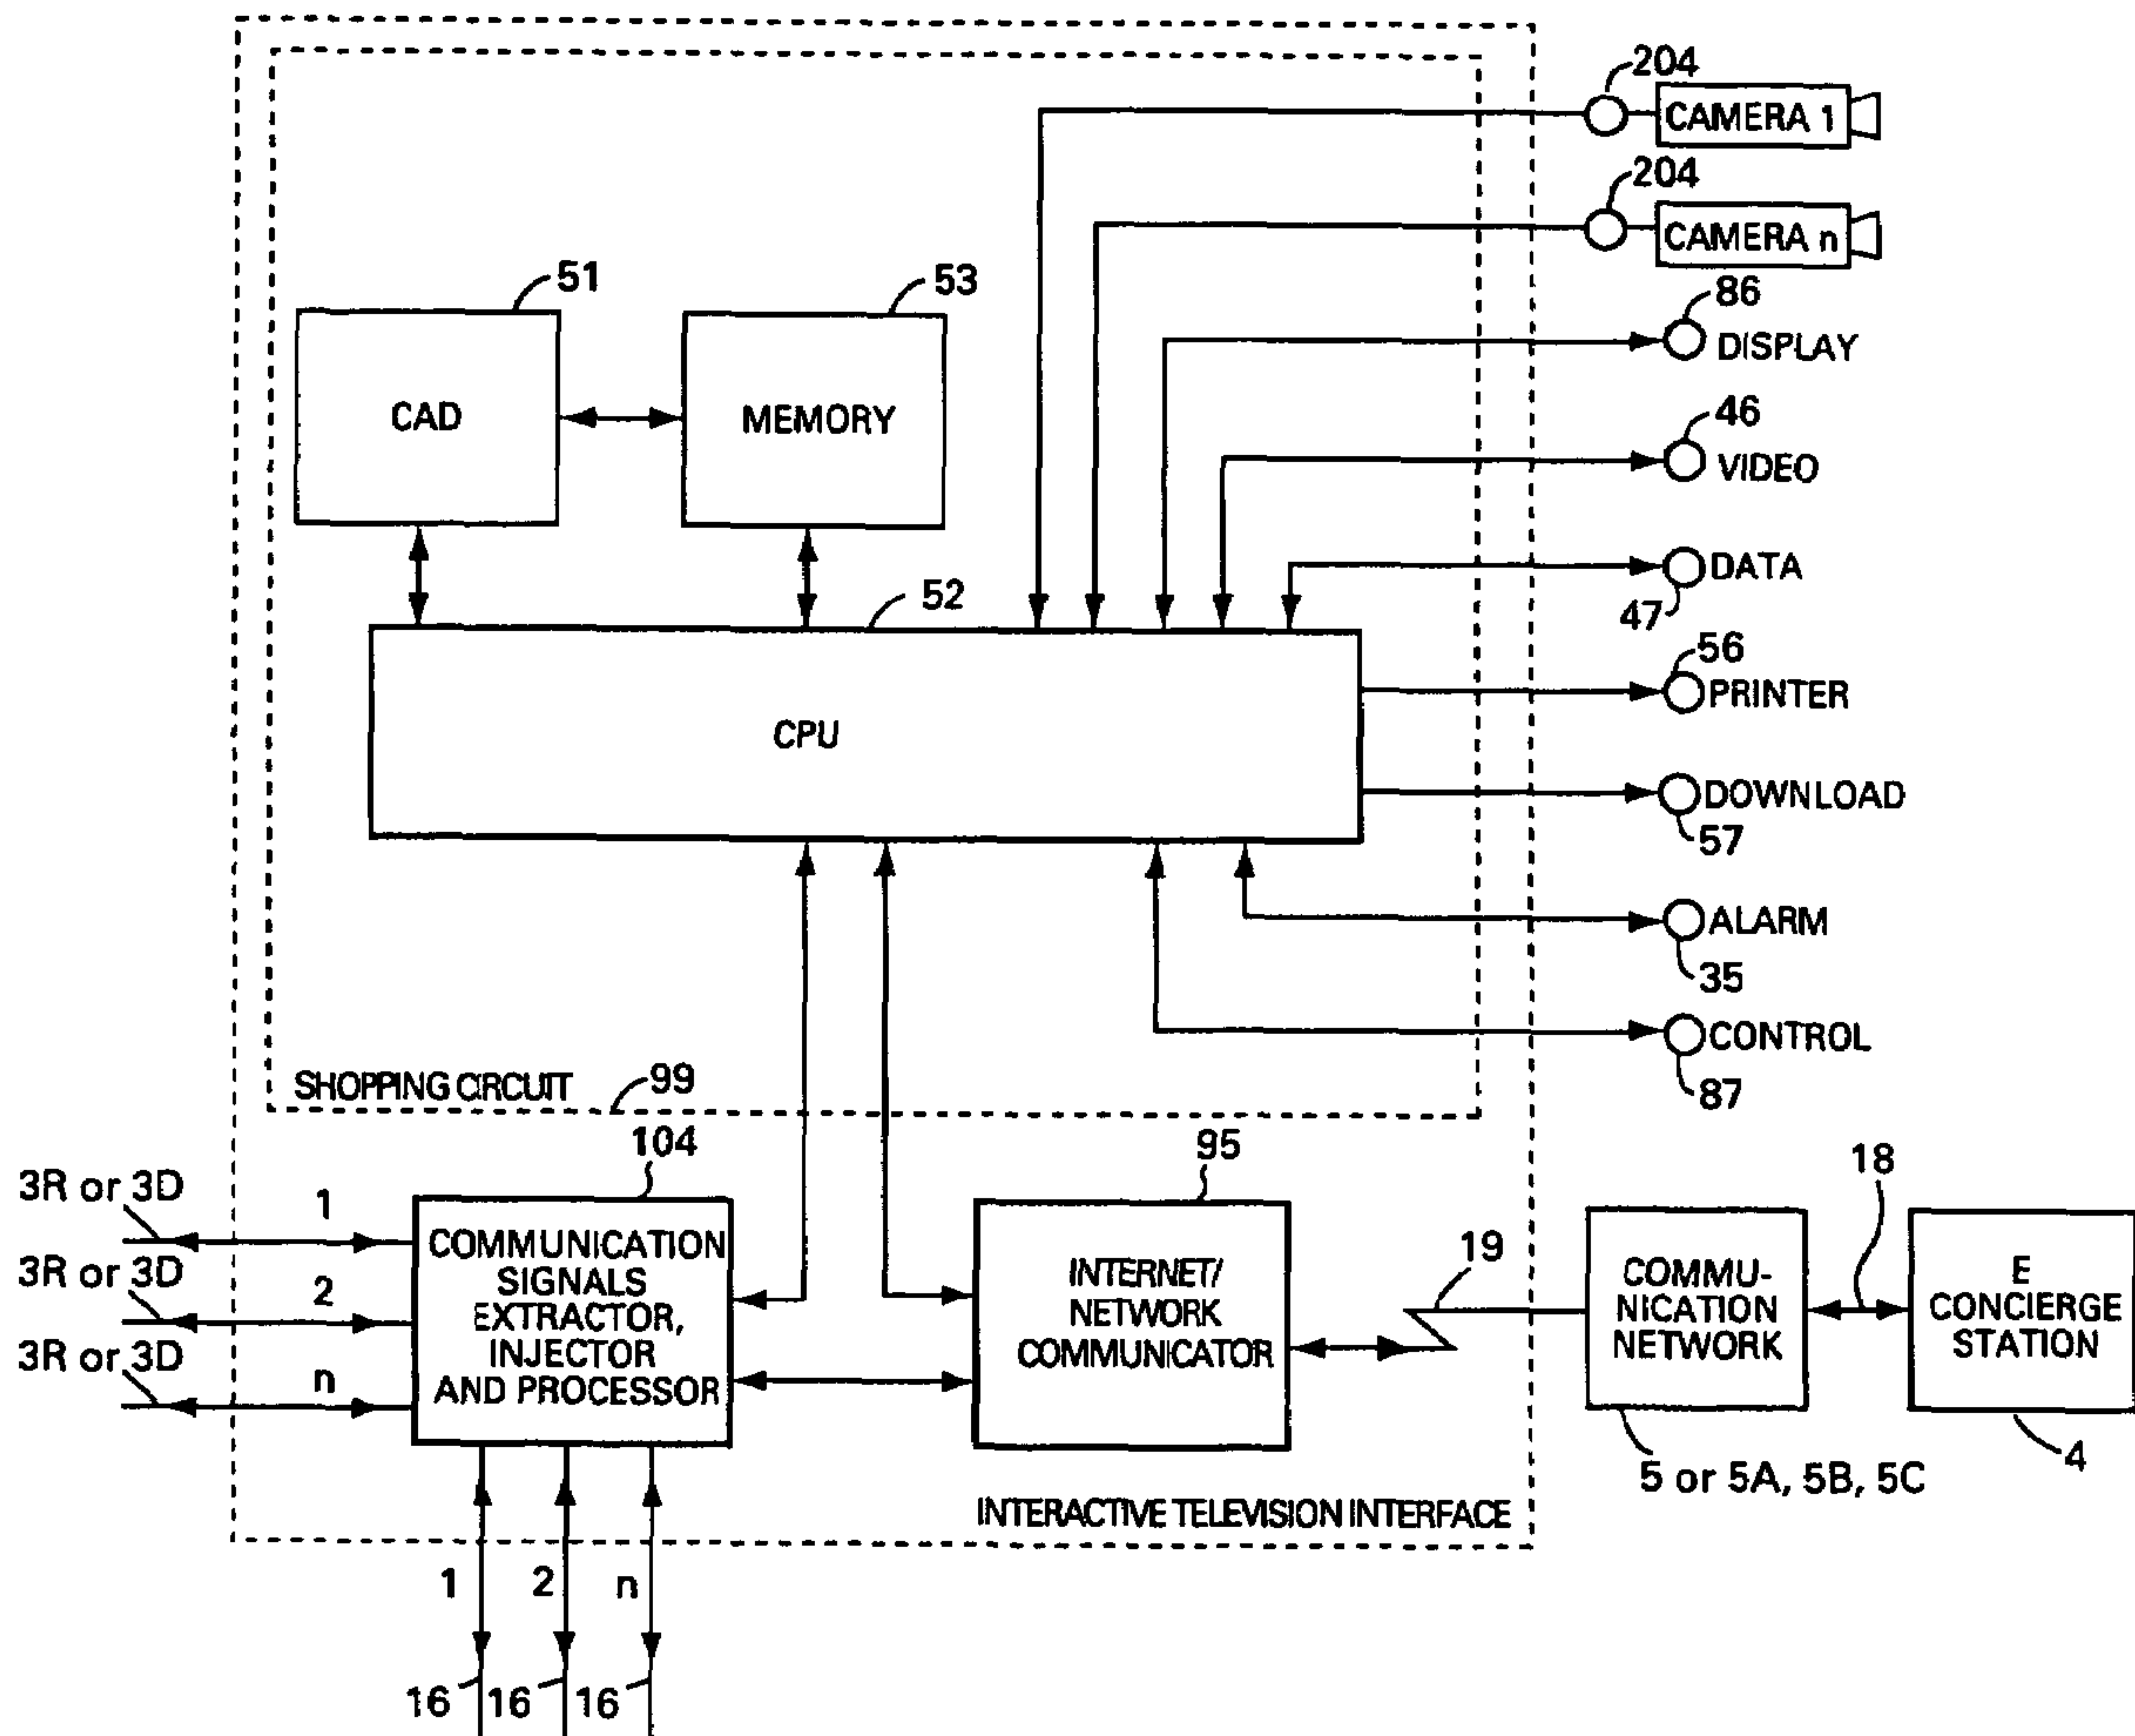 204
CAMERA 1
204
CAMERA n
86
DISPLAY
51
53
46
VIDEO
CAD
MEMORY
DATA
47
52
56
PRINTER
CPU
DOWNLOAD
57
ALARM
35
CONTROL
87
SHOPPING CIRCUIT
99
104
95
18
3R or 3D
1
3R or 3D
2
3R or 3D
n
COMMUNICATION
SIGNALS
EXTRACTOR,
INJECTOR
AND PROCESSOR
INTERNET/
NETWORK
COMMUNICATOR
19
COMMU-
NICATION
NETWORK
E
CONCIERGE
STATION
4
5 or 5A, 5B, 5C
INTERACTIVE TELEVISION INTERFACE
1
2
n
16
16
16